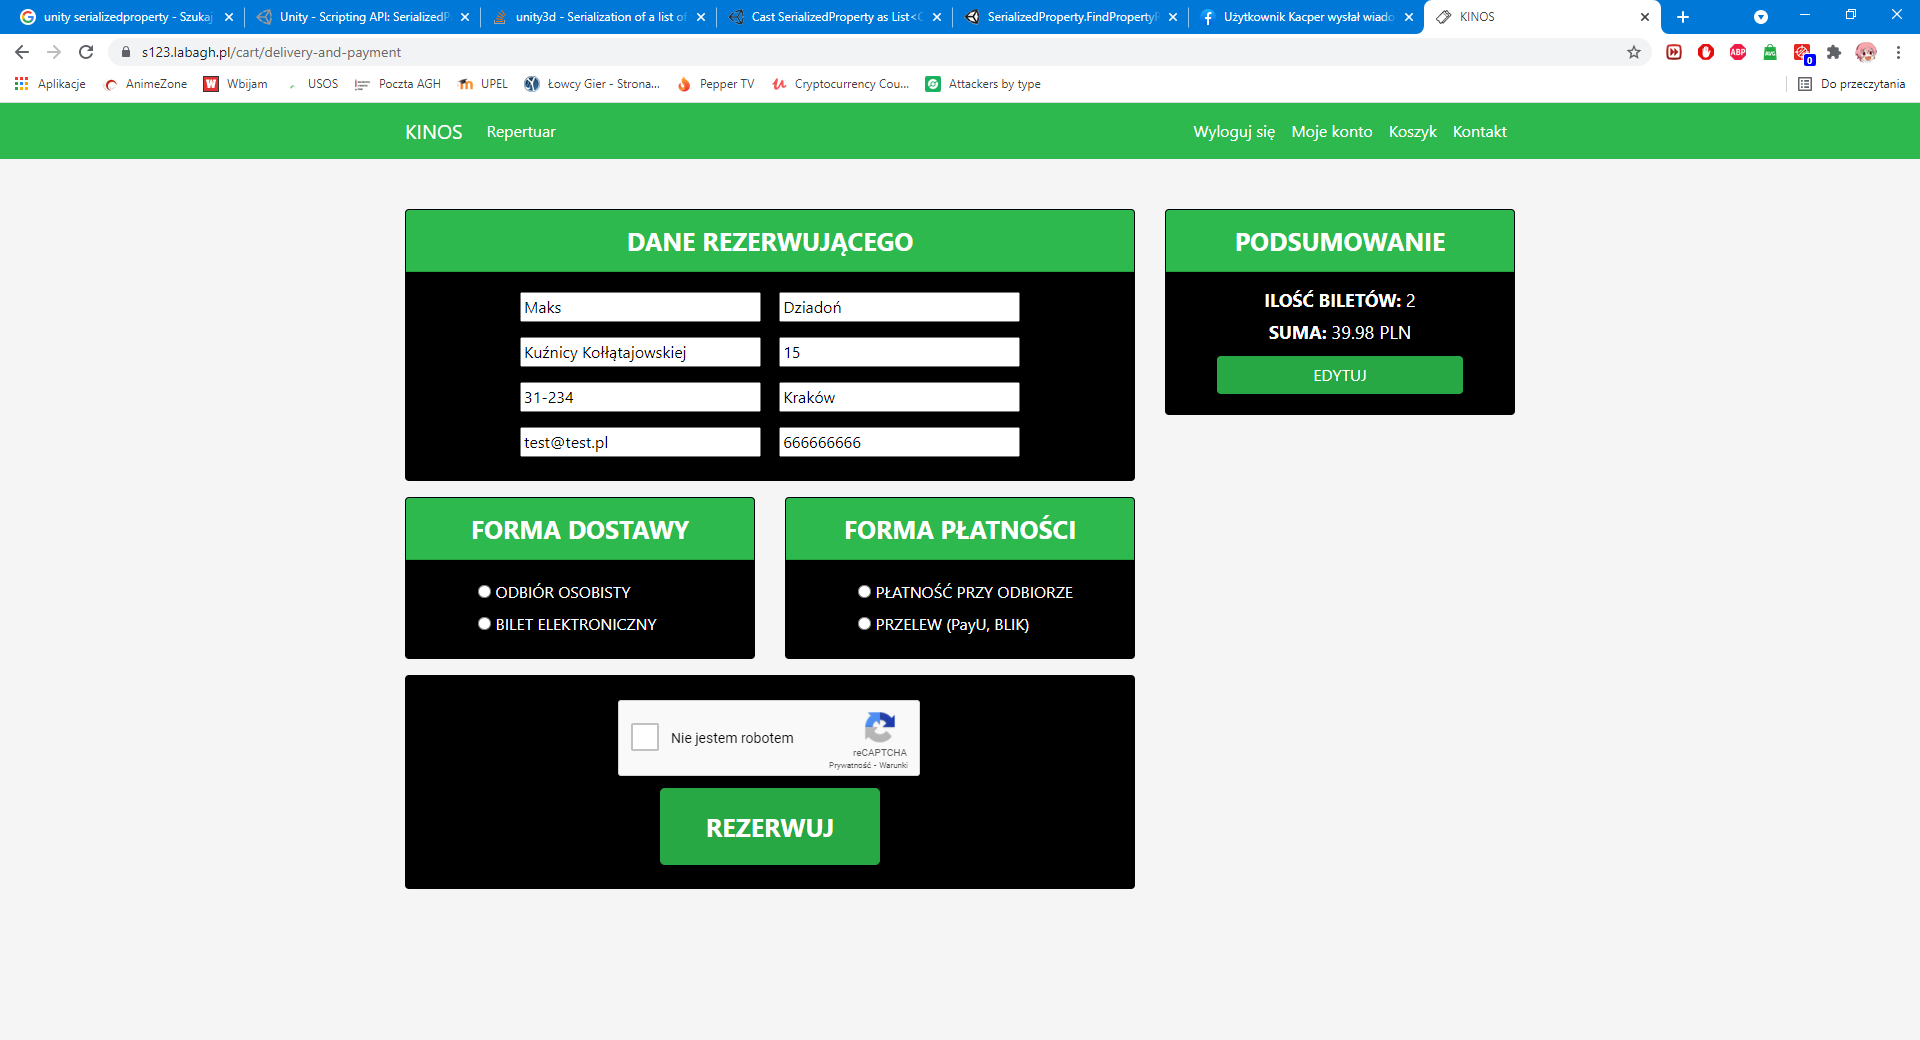 unity serializedproperty - Szukaj
Unity - Scripting API: SerializedP
unity3d - Serialization of a list of
Cast SerializedProperty as List<C
SerializedProperty.FindPropertyR
Użytkownik Kacper wysłał wiado
KINOS
s123.labagh.pl/cart/delivery-and-payment
ABP
AVG
0
Aplikacje
AnimeZone
W
Wbijam
USOS
Poczta AGH
UPEL
Łowcy Gier - Strona...
Pepper TV
Cryptocurrency Cou...
Attackers by type
Do przeczytania
KINOS
Repertuar
Wyloguj się
Moje konto
Koszyk
Kontakt
DANE REZERWUJĄCEGO
Maks
Dziadoń
Kuźnicy Kołłątajowskiej
15
31-234
Kraków
test@test.pl
666666666
PODSUMOWANIE
ILOŚĆ BILETÓW: 2
SUMA: 39.98 PLN
EDYTUJ
FORMA DOSTAWY
ODBIÓR OSOBISTY
BILET ELEKTRONICZNY
FORMA PŁATNOŚCI
PŁATNOŚĆ PRZY ODBIORZE
PRZELEW (PayU, BLIK)
Nie jestem robotem
reCAPTCHA
Prywatność - Warunki
REZERWUJ